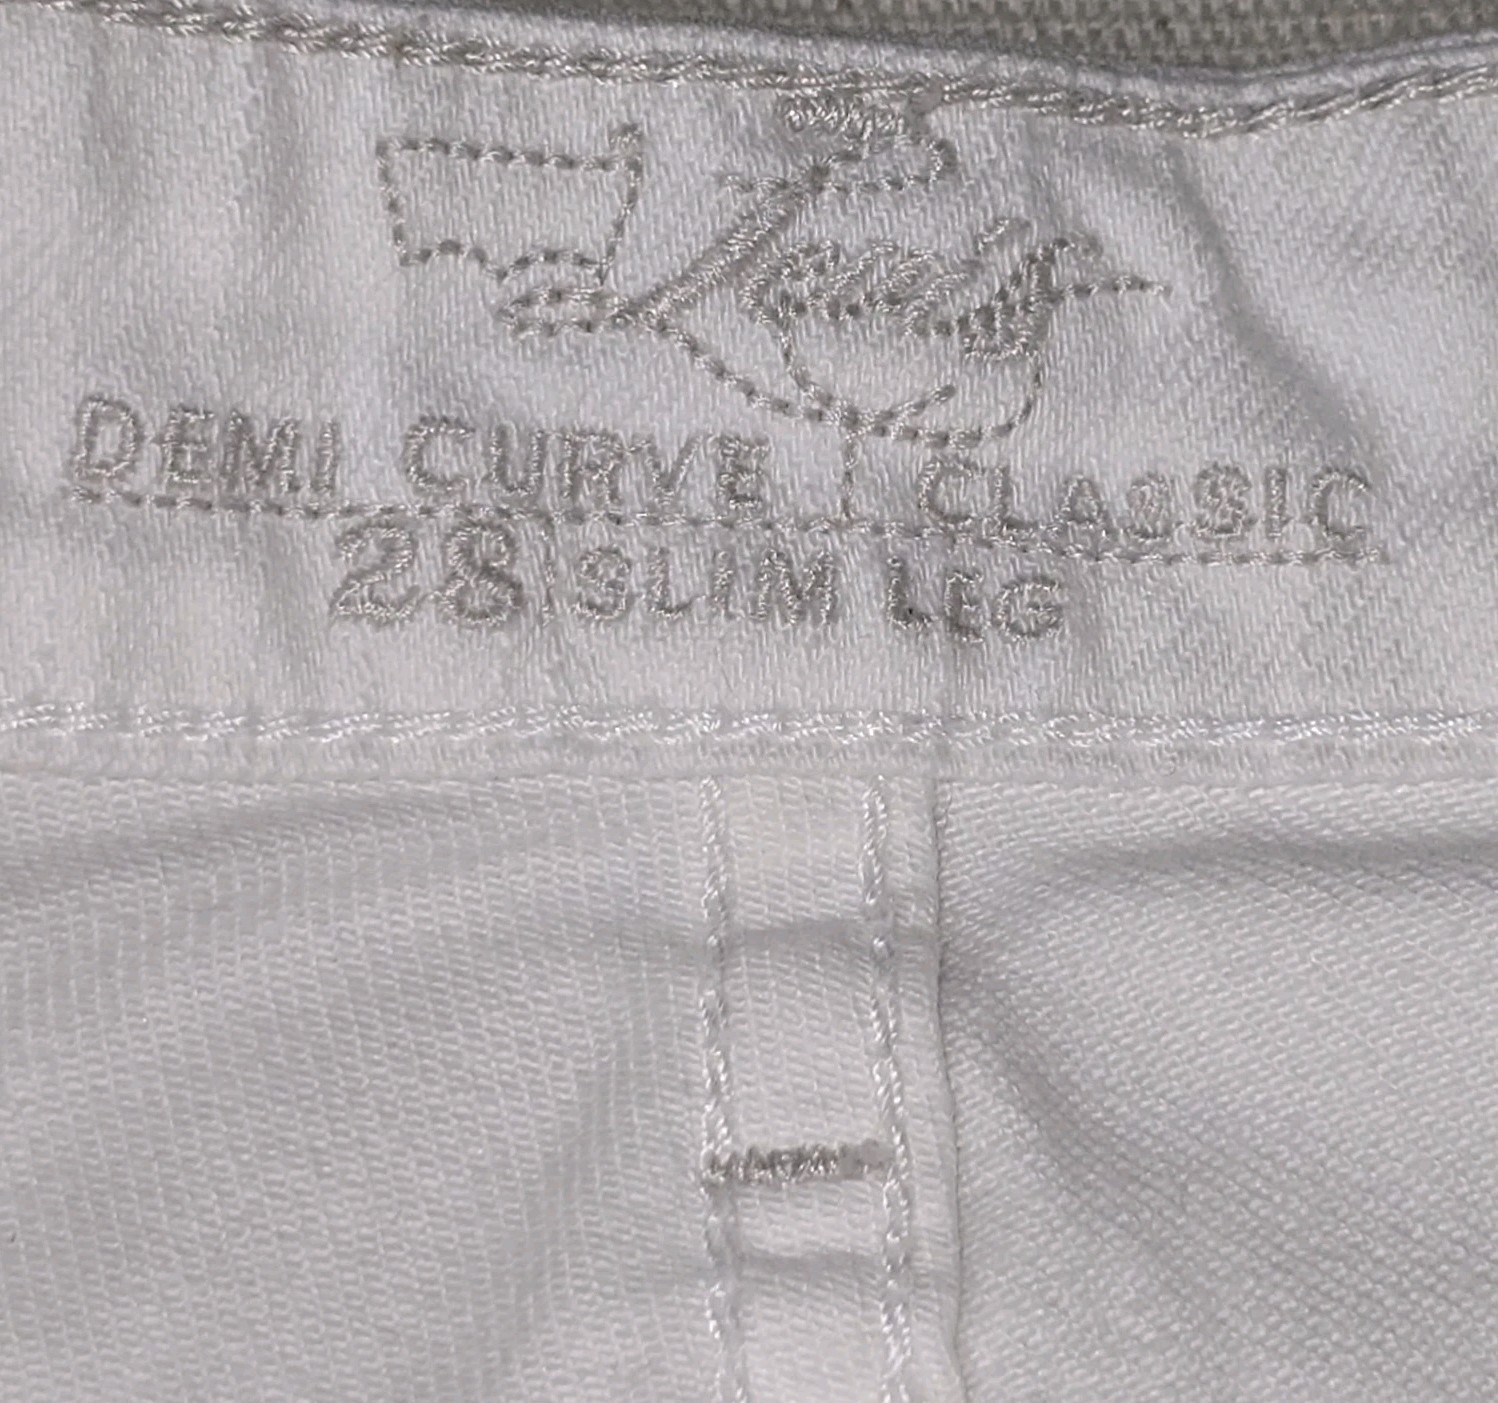 Levi's
DEMI CURVE | CLASSIC
28 | SLIM LEG